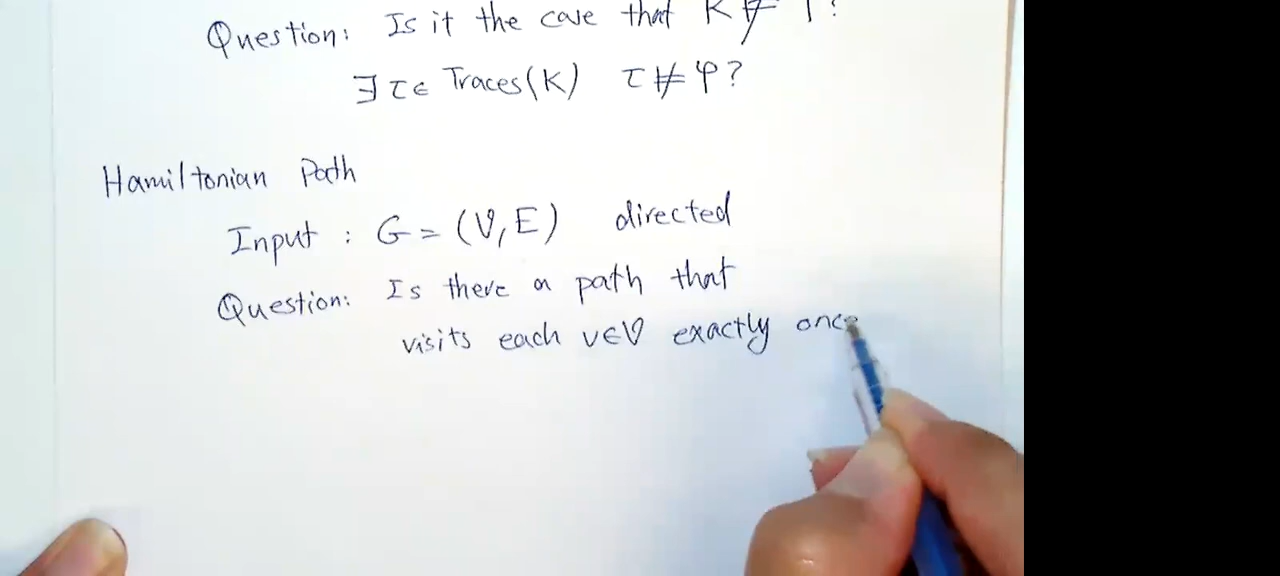 Question: Is it the case that K ⊭
∃τ∈ Traces(K) τ ⊭ φ?
Hamiltonian Path
Input : G = (V, E) directed
Question: Is there a path that
visits each v∈V exactly once